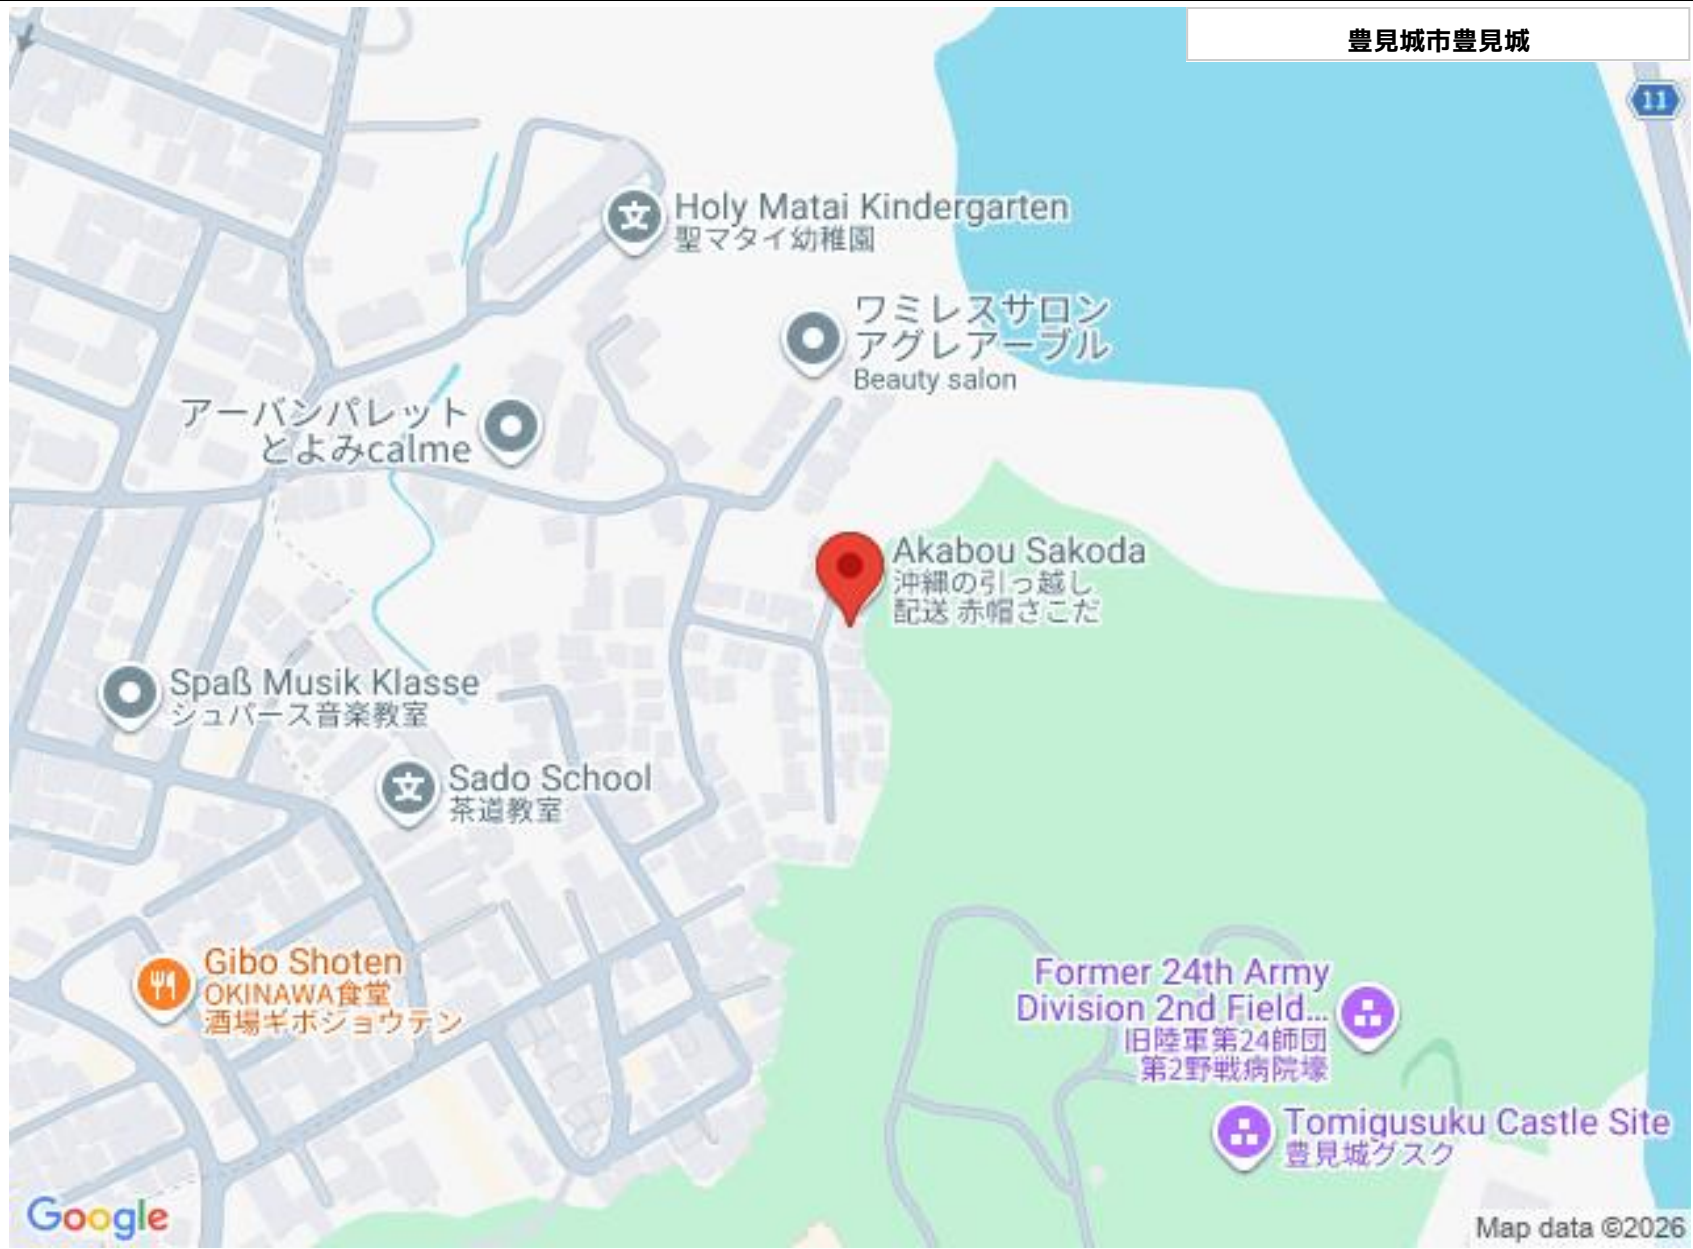 豊見城市豊見城
11
Holy Matai Kindergarten
聖マタイ幼稚園
ワミレスサロン
アグレアーブル
Beauty salon
アーバンパレット
とよみcalme
Akabou Sakoda
沖縄の引っ越し
配送 赤帽さこだ
Spaß Musik Klasse
シュパース音楽教室
Sado School
茶道教室
Gibo Shoten
OKINAWA食堂
酒場ギボショウテン
Former 24th Army
Division 2nd Field...
旧陸軍第24師団
第2野戦病院壕
Tomigusuku Castle Site
豊見城グスク
Google
Map data ©2026